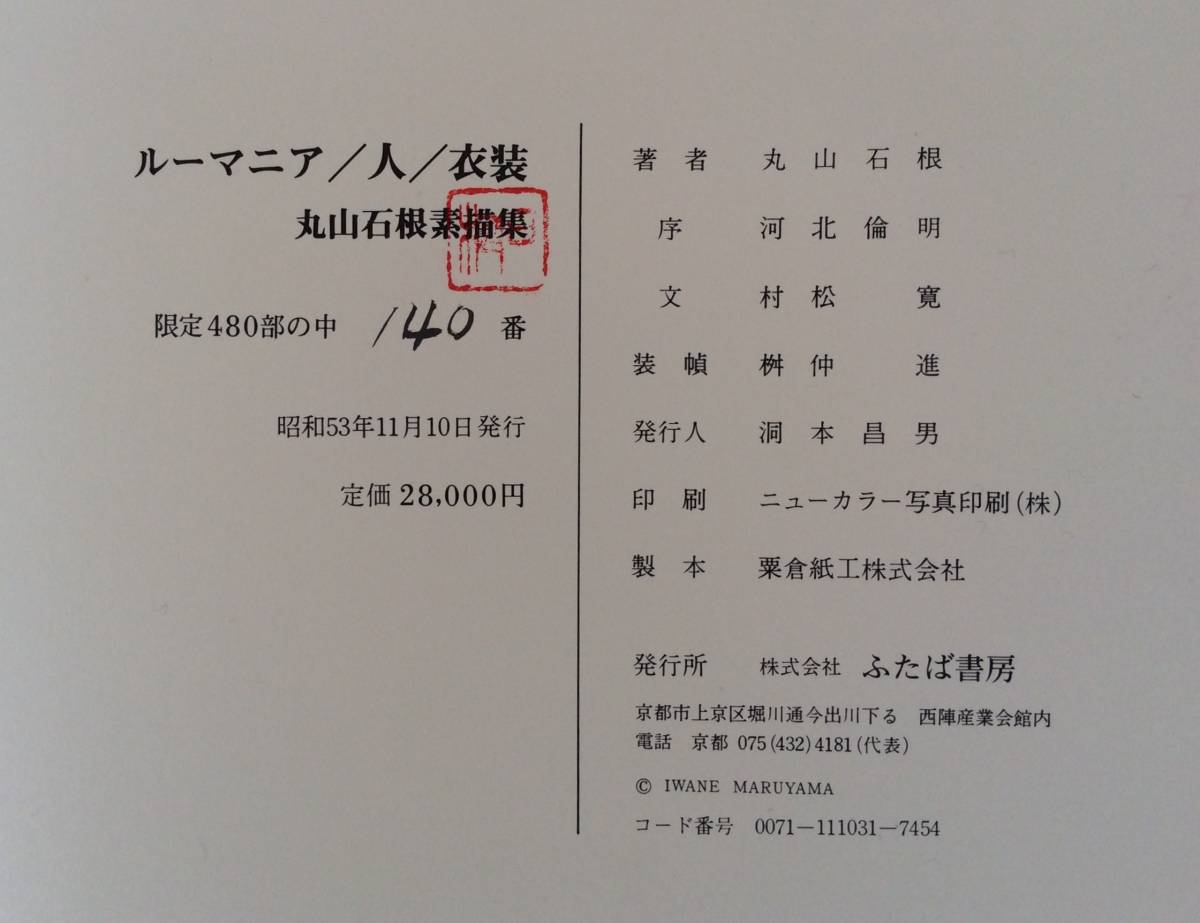 ルーマニア／人／衣装
丸山石根素描集
限定480部の中 140 番
昭和53年11月10日発行
定価 28,000円
著者 丸山石根
序 河北倫明
文 村松 寛
装幀 桝仲 進
発行人 洞本昌男
印刷 ニューカラー写真印刷(株)
製本 粟倉紙工株式会社
発行所 株式会社 ふたば書房
京都市上京区堀川通今出川下る 西陣産業会館内
電話 京都 075(432)4181(代表)
© IWANE MARUYAMA
コード番号 0071-111031-7454